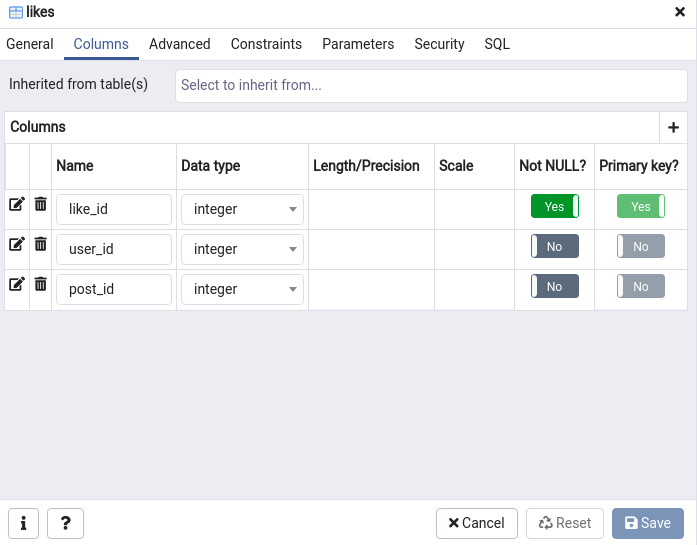 likes
General Columns Advanced Constraints Parameters Security SQL
Inherited from table(s) Select to inherit from...
Columns
Name Data type Length/Precision Scale Not NULL? Primary key?
like_id integer Yes Yes
user_id integer No No
post_id integer No No
i ? Cancel Reset Save